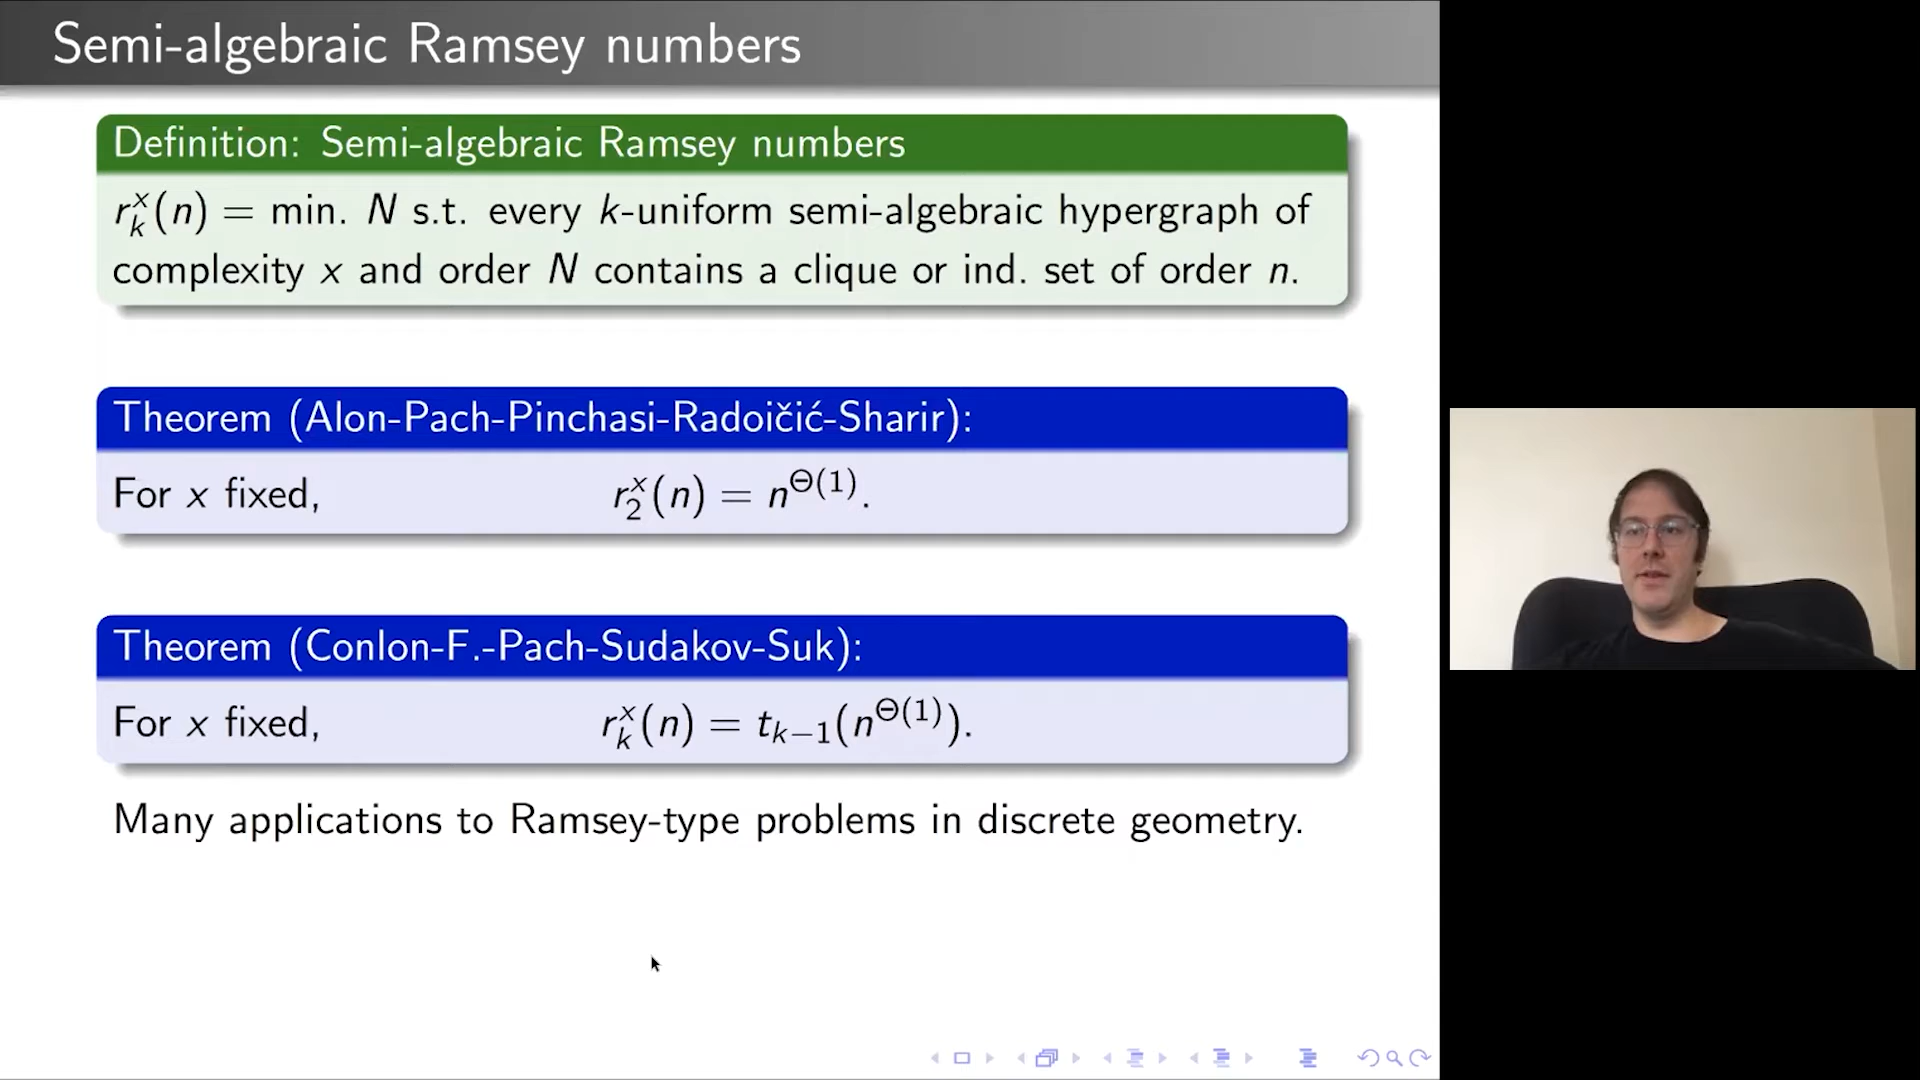 Semi-algebraic Ramsey numbers
Definition: Semi-algebraic Ramsey numbers
r_k^x(n) = min. N s.t. every k-uniform semi-algebraic hypergraph of
complexity x and order N contains a clique or ind. set of order n.
Theorem (Alon-Pach-Pinchasi-Radoičić-Sharir):
For x fixed, r_2^x(n) = n^{Θ(1)}.
Theorem (Conlon-F.-Pach-Sudakov-Suk):
For x fixed, r_k^x(n) = t_{k−1}(n^{Θ(1)}).
Many applications to Ramsey-type problems in discrete geometry.